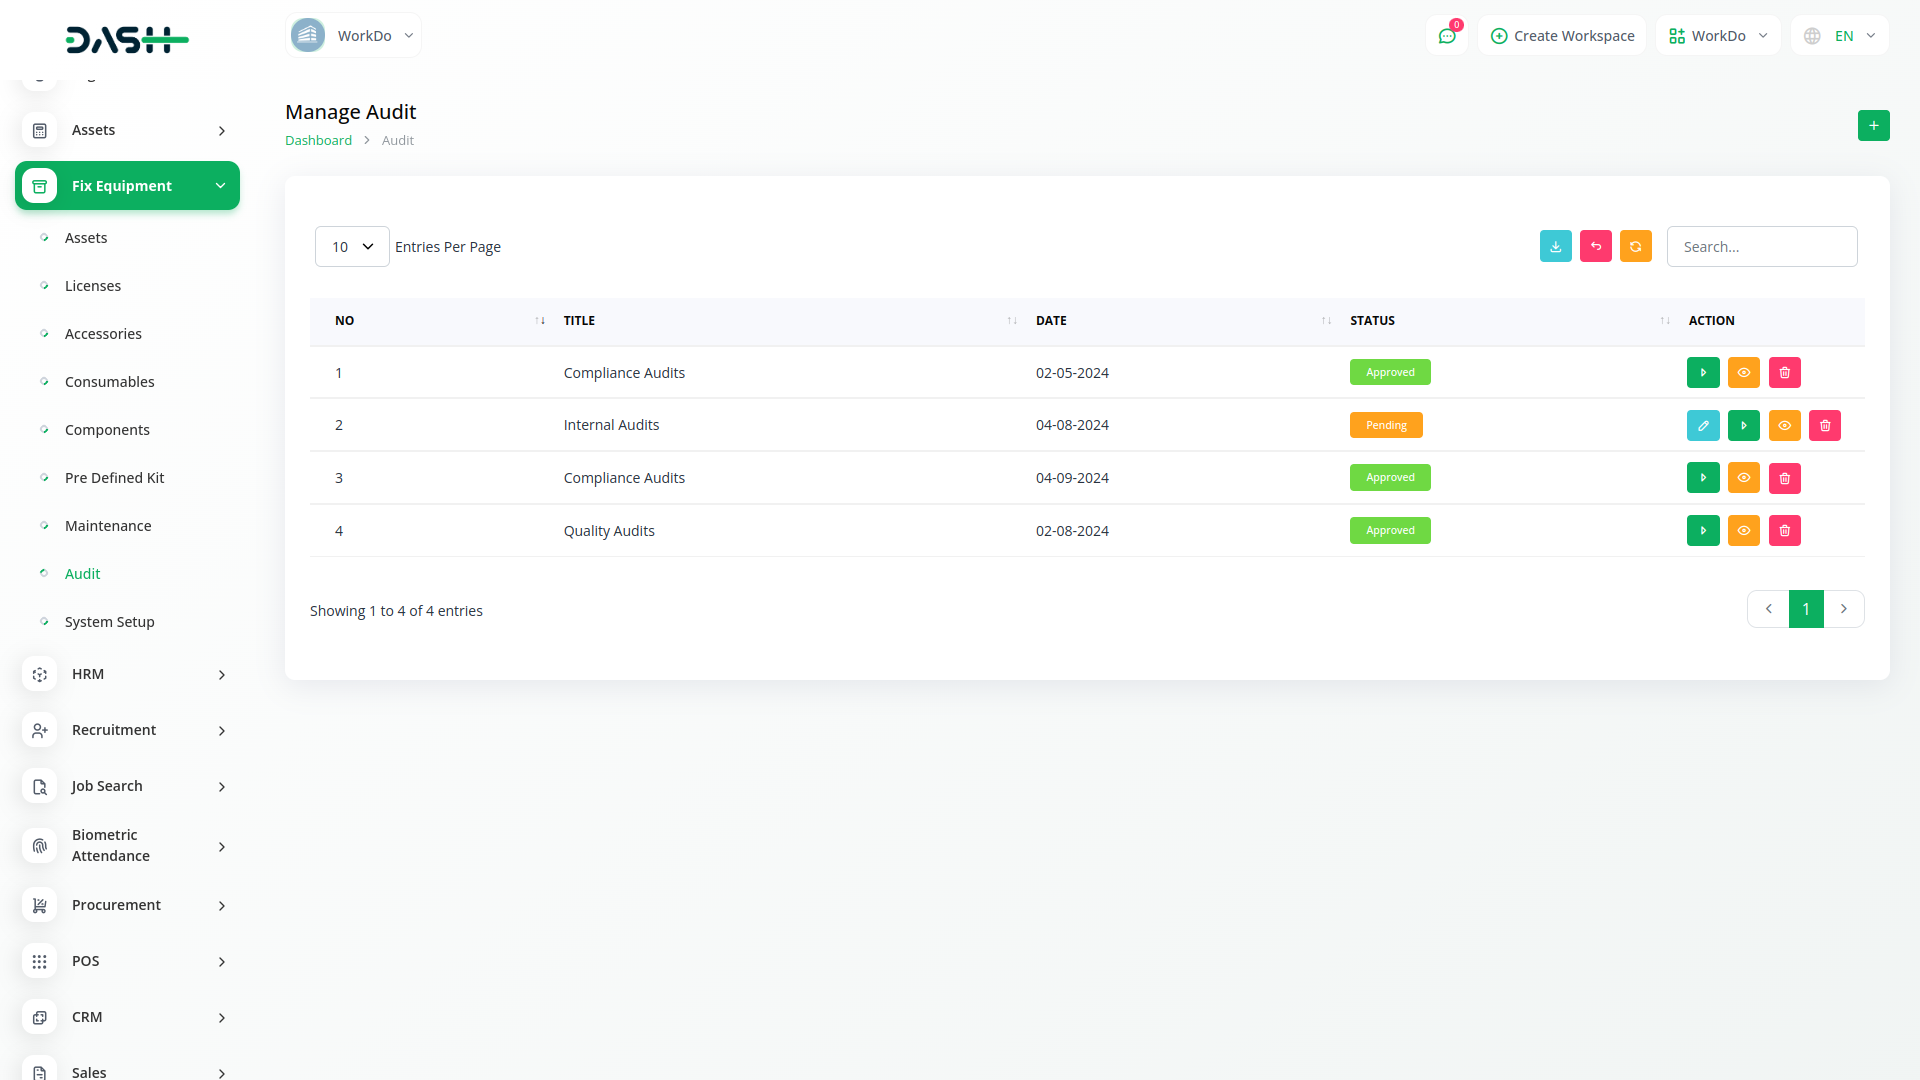 DASH
WorkDo
0
Create Workspace
WorkDo
EN
Assets
Fix Equipment
Assets
Licenses
Accessories
Consumables
Components
Pre Defined Kit
Maintenance
Audit
System Setup
HRM
Recruitment
Job Search
Biometric
Attendance
Procurement
POS
CRM
Sales
Manage Audit
Dashboard > Audit
10 Entries Per Page
Search...
NO TITLE DATE STATUS ACTION
1 Compliance Audits 02-05-2024 Approved
2 Internal Audits 04-08-2024 Pending
3 Compliance Audits 04-09-2024 Approved
4 Quality Audits 02-08-2024 Approved
Showing 1 to 4 of 4 entries
1